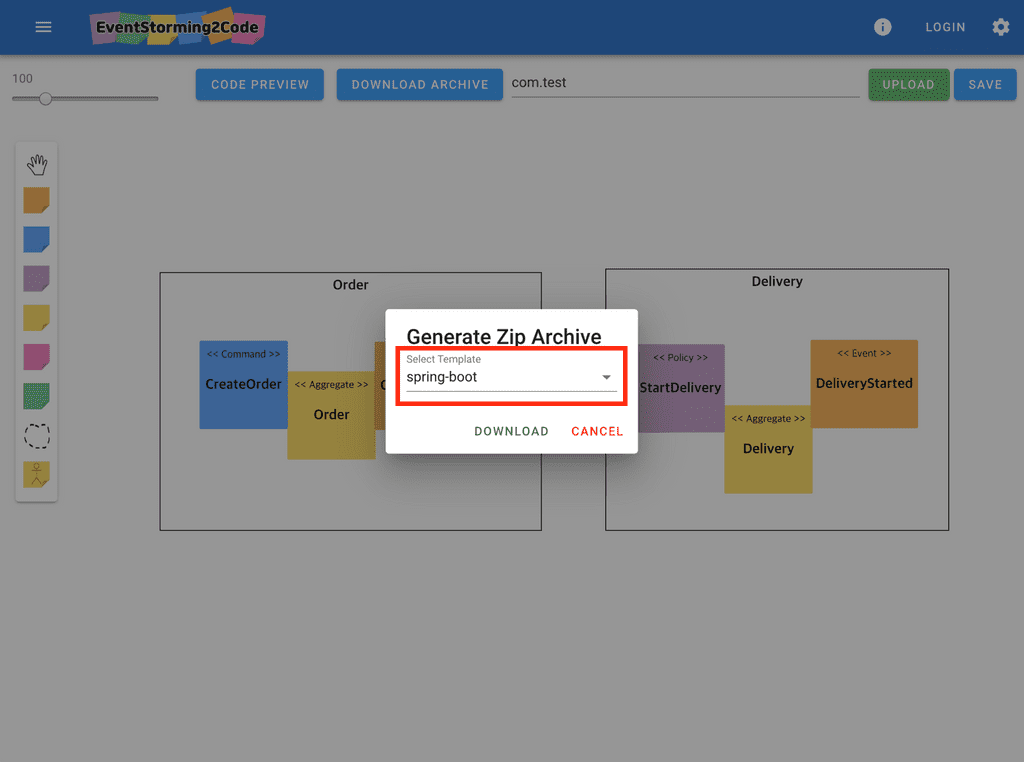 EventStorming2Code
LOGIN
100
CODE PREVIEW
DOWNLOAD ARCHIVE
com.test
UPLOAD
SAVE
Order
Delivery
<< Command >>
CreateOrder
<< Aggregate >>
Order
Generate Zip Archive
Select Template
spring-boot
DOWNLOAD
CANCEL
<< Policy >>
StartDelivery
<< Aggregate >>
Delivery
<< Event >>
DeliveryStarted